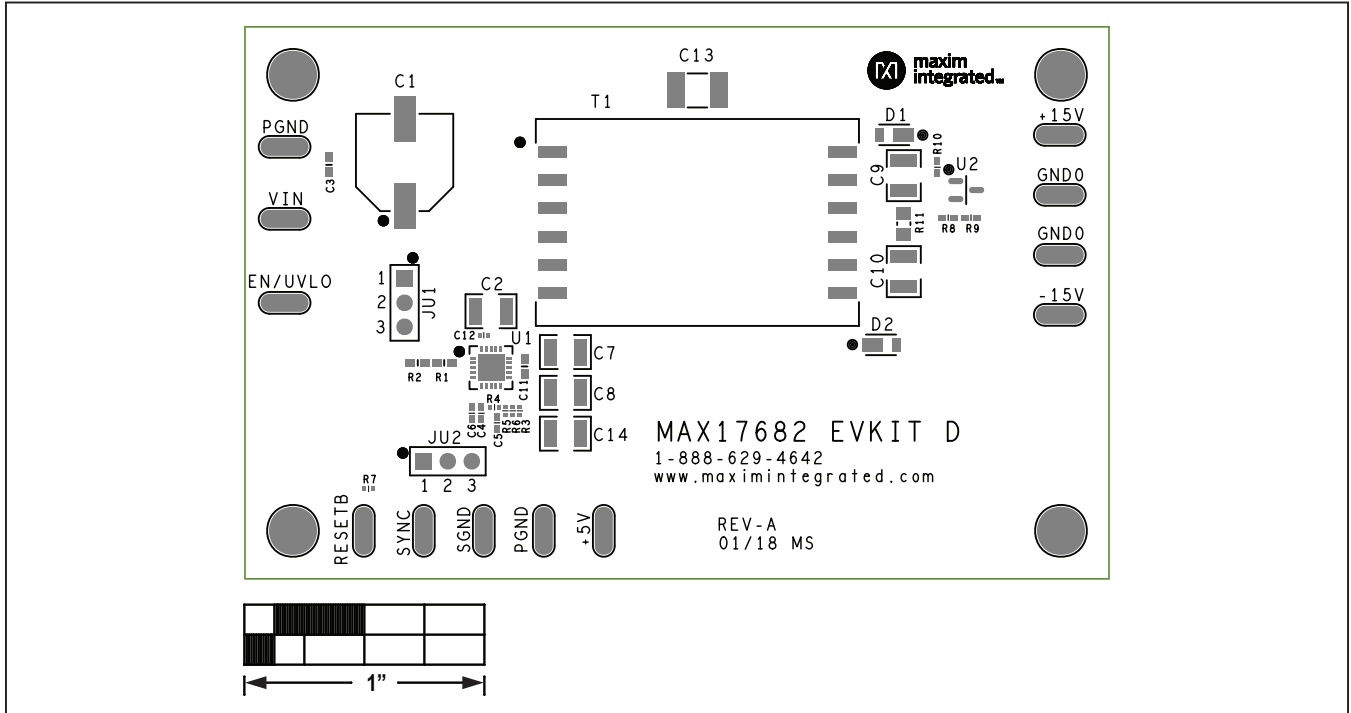 C13
maxim
integrated™
C1
T1
D1
+15V
PGND
R10
U2
C3
C9
GND0
VIN
R11
R8
R9
GND0
C10
EN/UVLO
1
2
3
JU1
C2
-15V
C12
U1
D2
C7
R2
R1
C11
C8
R4
C6
C4
C5
R5
R6
R3
C14
MAX17682 EVKIT D
1-888-629-4642
www.maximintegrated.com
JU2
1 2 3
R7
RESETB
SYNC
SGND
PGND
+5V
REV-A
01/18 MS
1”